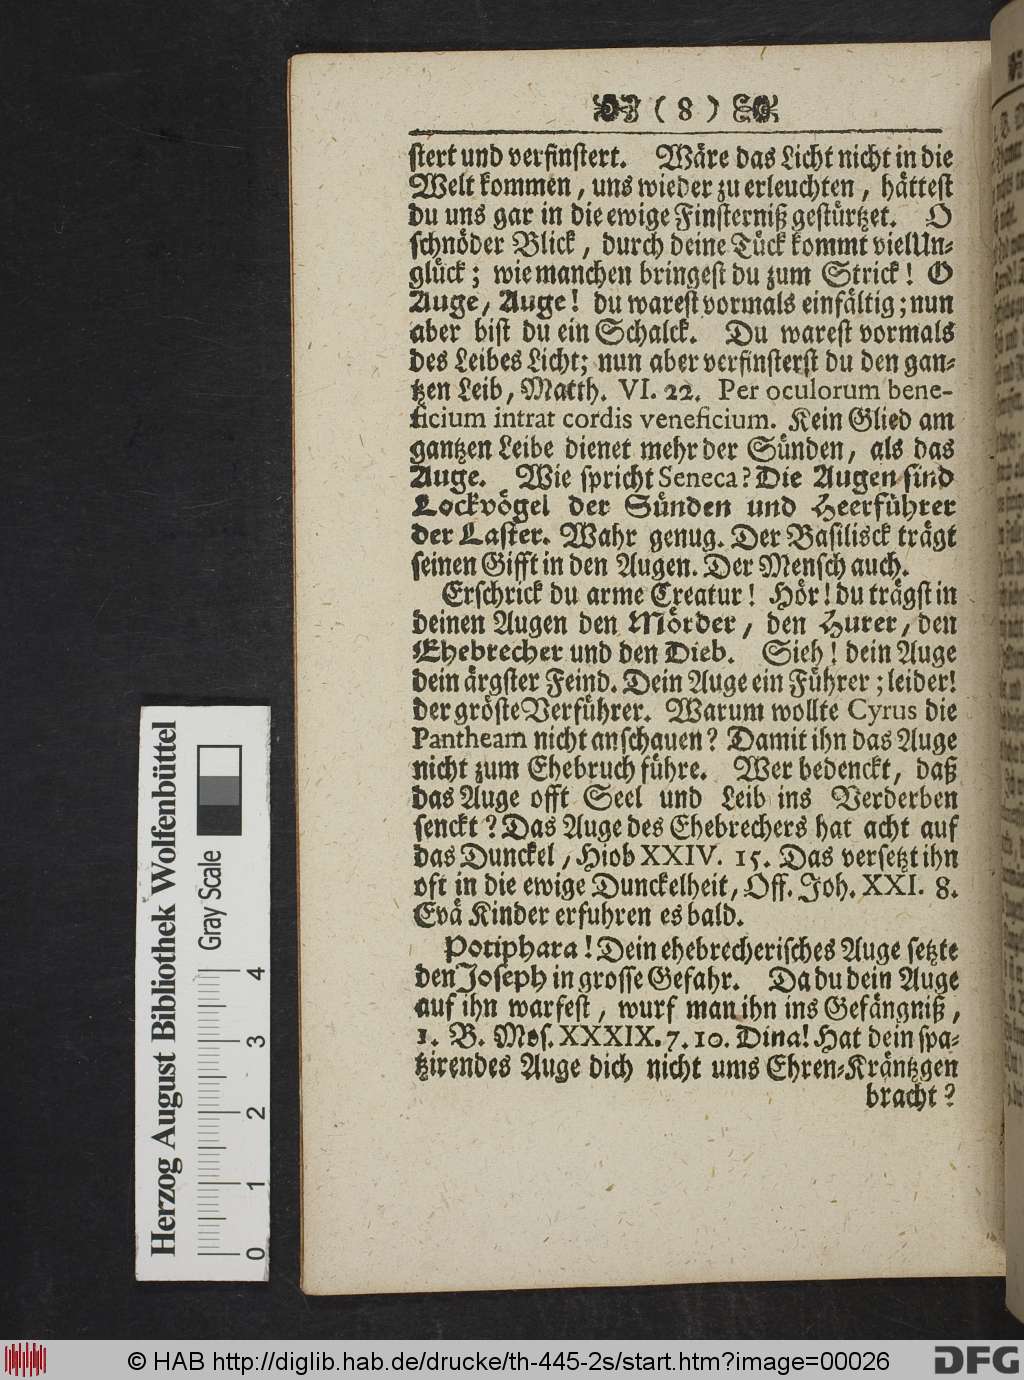 ( 8 )
stert und verfinstert. Wäre das Licht nicht in die
Welt kommen, uns wieder zu erleuchten, hättest
du uns gar in die ewige Finsterniß gestürtzet. O
schnöder Blick, durch deine Tück kommt viel Un-
glück; wie manchen bringest du zum Strick! O
Auge, Auge! du warest vormals einfältig; nun
aber bist du ein Schalck. Du warest vormals
des Leibes Licht; nun aber verfinsterst du den gan-
tzen Leib, Matth. VI. 22. Per oculorum bene-
ficium intrat cordis veneficium. Kein Glied am
gantzen Leibe dienet mehr der Sünden, als das
Auge. Wie spricht Seneca? Die Augen sind
Lockvögel der Sünden und Heerführer
der Laster. Wahr genug. Der Basilisck trägt
seinen Gifft in den Augen. Der Mensch auch.
Erschrick du arme Creatur! Hör! du trägst in
deinen Augen den Mörder, den Hurer, den
Ehebrecher und den Dieb. Sieh! dein Auge
dein ärgster Feind. Dein Auge ein Führer; leider!
der gröste Verführer. Warum wollte Cyrus die
Pantheam nicht anschauen? Damit ihn das Auge
nicht zum Ehebruch führe. Wer bedenckt, daß
das Auge offt Seel und Leib ins Verderben
senckt? Das Auge des Ehebrechers hat acht auf
das Dunckel, Hiob XXIV. 15. Das versetzt ihn
oft in die ewige Dunckelheit, Off. Joh. XXI. 8.
Evä Kinder erfuhren es bald.
Potiphara! Dein ehebrecherisches Auge setzte
den Joseph in grosse Gefahr. Da du dein Auge
auf ihn warfest, wurf man ihn ins Gefängniß,
1. B. Mos. XXXIX. 7. 10. Dina! Hat dein spa-
tzirendes Auge dich nicht ums Ehren-Kräntzgen
bracht?
Herzog August Bibliothek Wolfenbüttel
Gray Scale
0 1 2 3 4
© HAB http://diglib.hab.de/drucke/th-445-2s/start.htm?image=00026
DFG